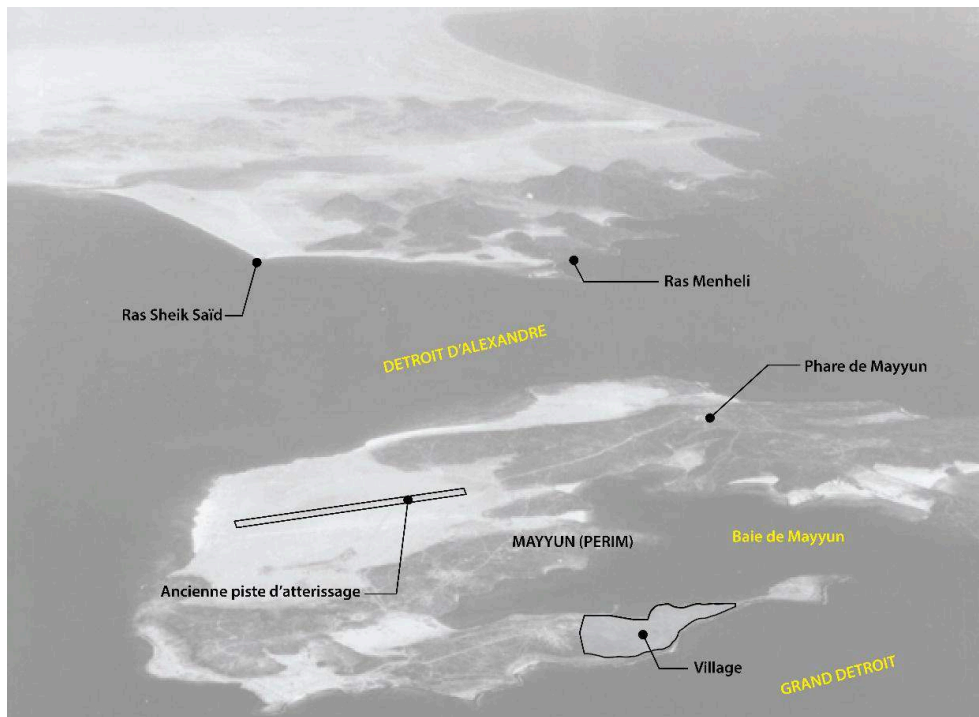 Ras Menheli
Ras Sheik Saïd
DETROIT D'ALEXANDRE
Phare de Mayyun
MAYYUN (PERIM)
Baie de Mayyun
Ancienne piste d'atterissage
Village
GRAND DETROIT